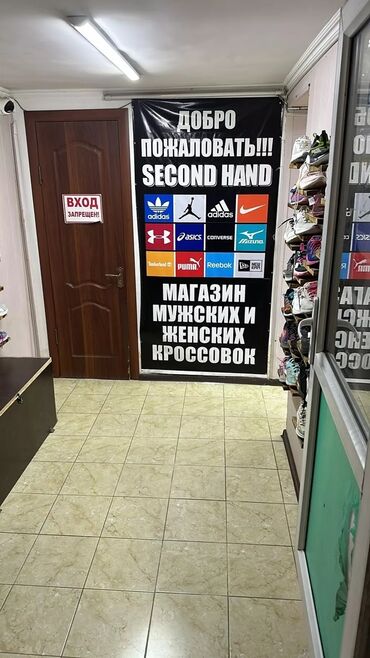 ДОБРО
ПОЖАЛОВАТЬ!!!
SECOND HAND
adidas
adidas
asics
CONVERSE
MIZUNO
Timberland
PUMA
Reebok
NEW ERA
МАГАЗИН
МУЖСКИХ И
ЖЕНСКИХ
КРОССОВОК
ВХОД
ЗАПРЕЩЕН!